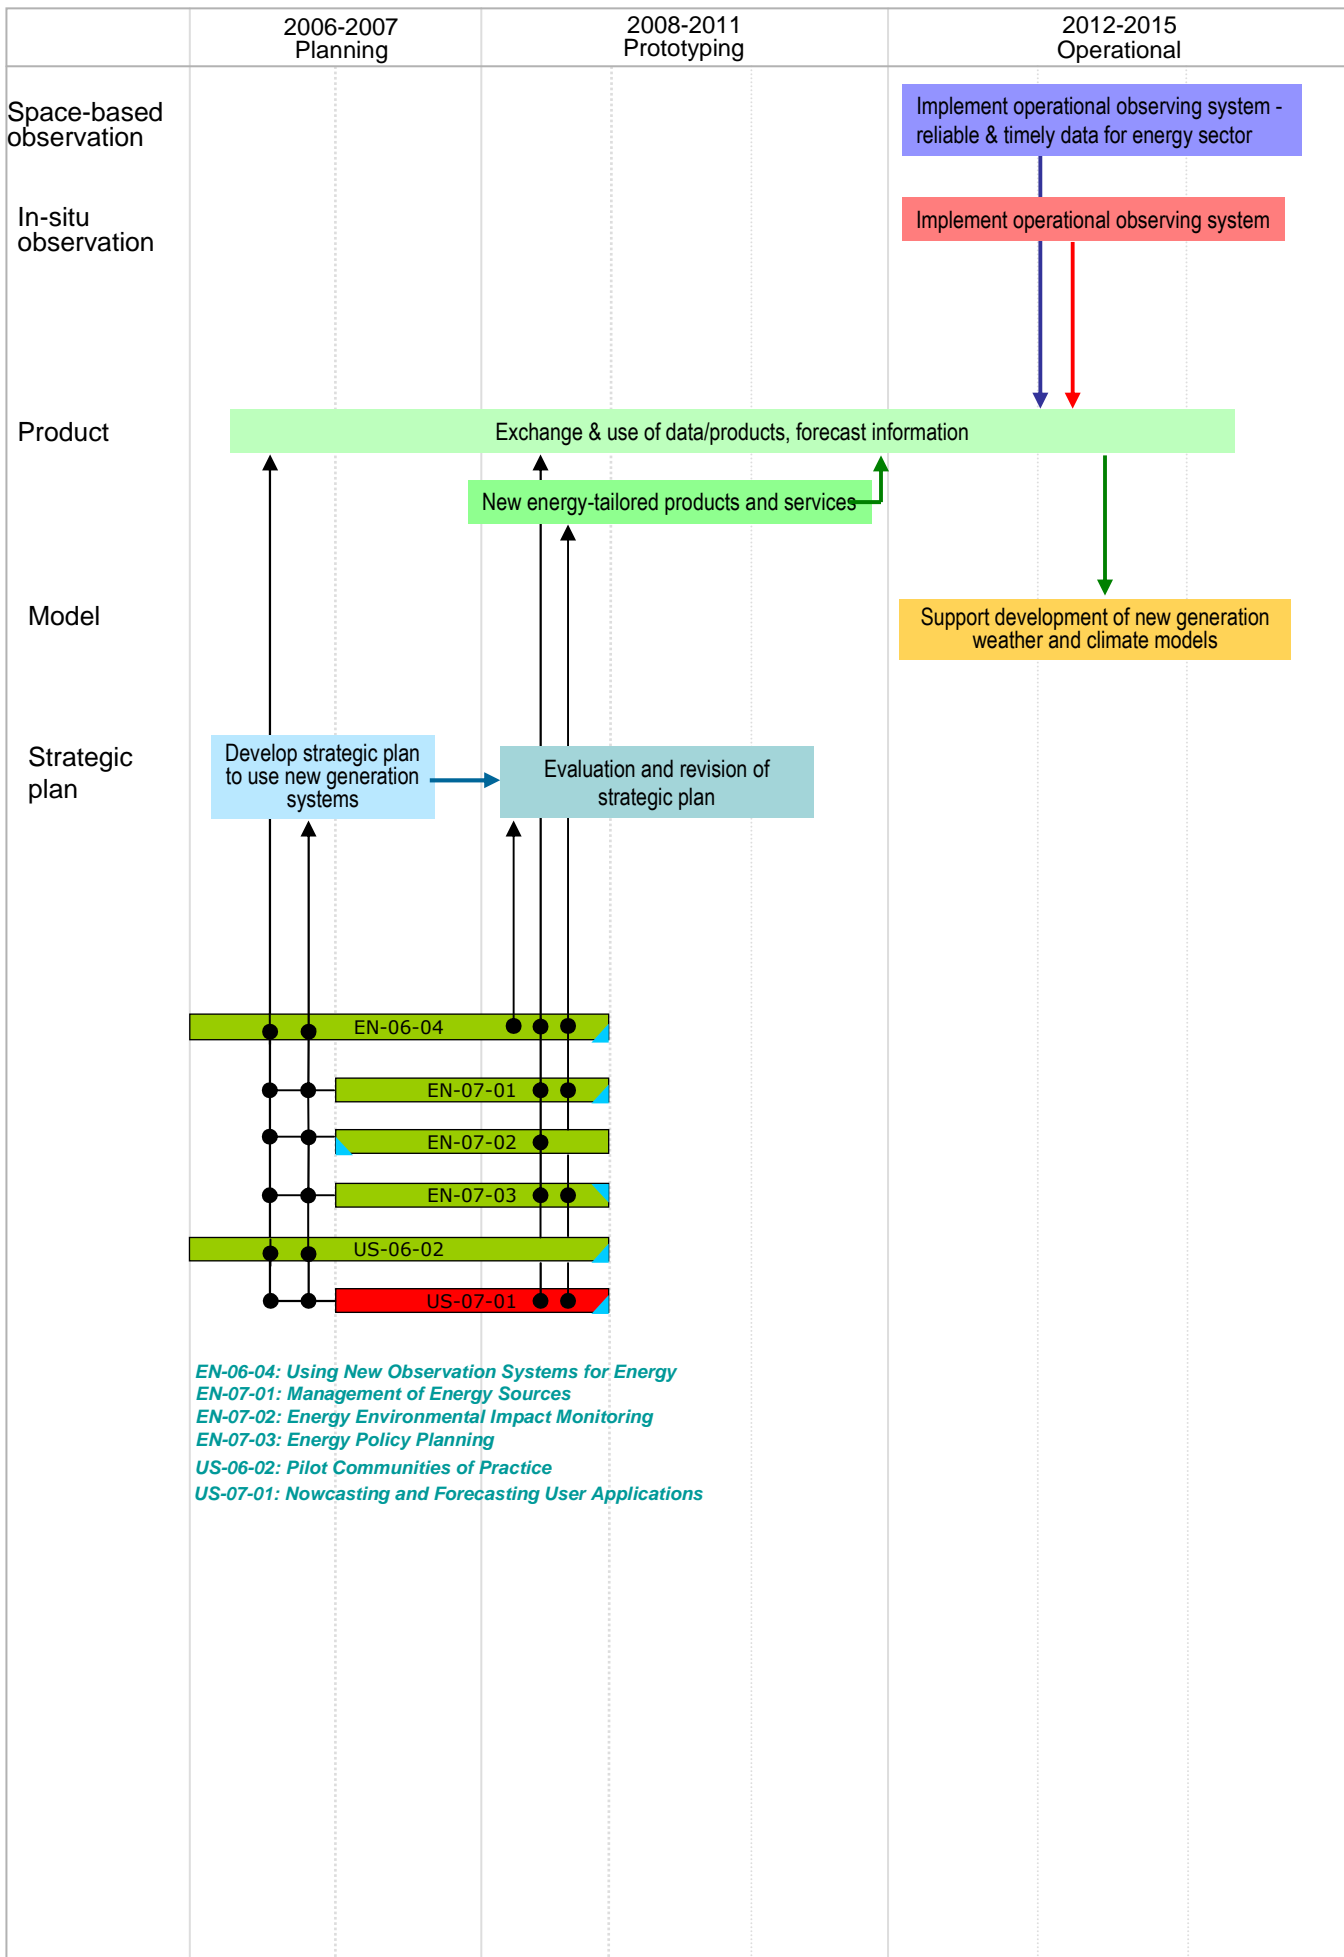 2006-2007
Planning
2008-2011
Prototyping
2012-2015
Operational
Space-based
observation
Implement operational observing system -
reliable & timely data for energy sector
In-situ
observation
Implement operational observing system
Product
Exchange & use of data/products, forecast information
New energy-tailored products and services
Model
Support development of new generation
weather and climate models
Strategic
plan
Develop strategic plan
to use new generation
systems
Evaluation and revision of
strategic plan
EN-06-04
EN-07-01
EN-07-02
EN-07-03
US-06-02
US-07-01
EN-06-04: Using New Observation Systems for Energy
EN-07-01: Management of Energy Sources
EN-07-02: Energy Environmental Impact Monitoring
EN-07-03: Energy Policy Planning
US-06-02: Pilot Communities of Practice
US-07-01: Nowcasting and Forecasting User Applications